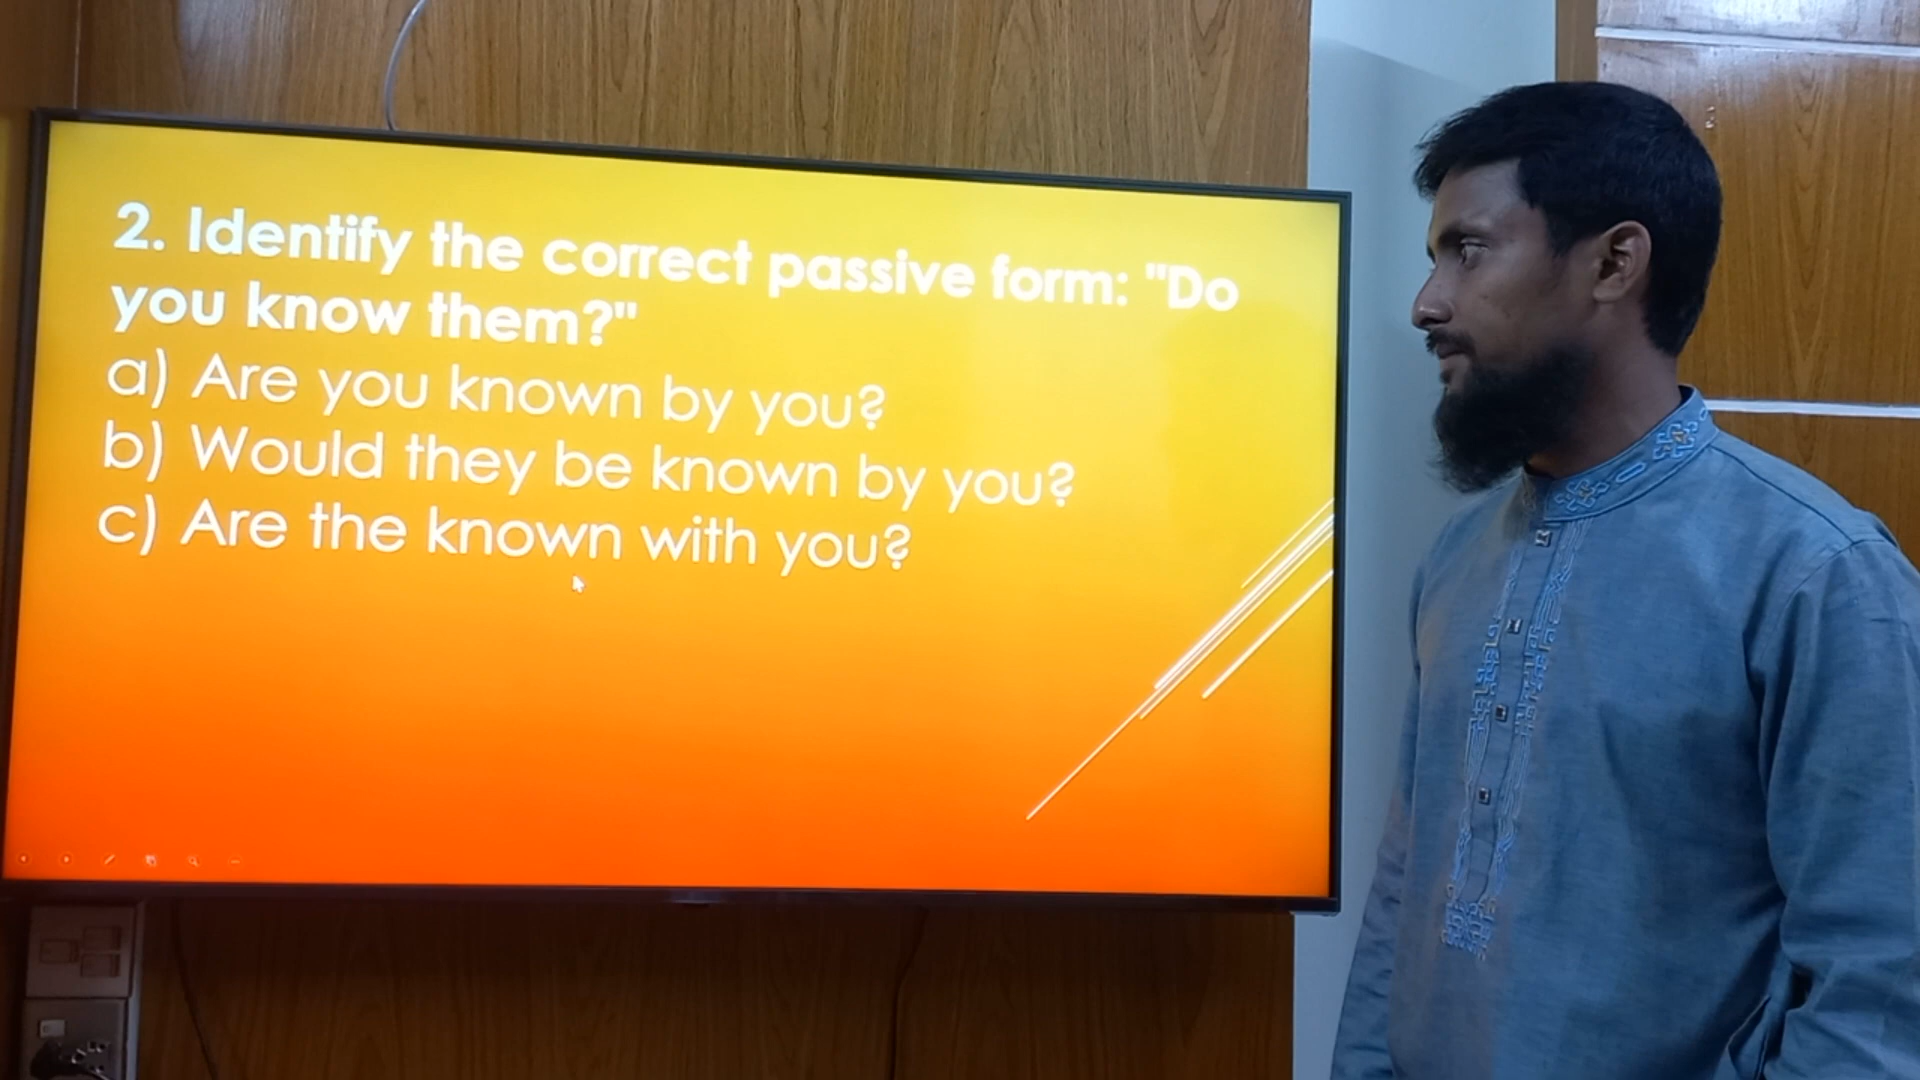 2. Identify the correct passive form: "Do
you know them?"
a) Are you known by you?
b) Would they be known by you?
c) Are the known with you?